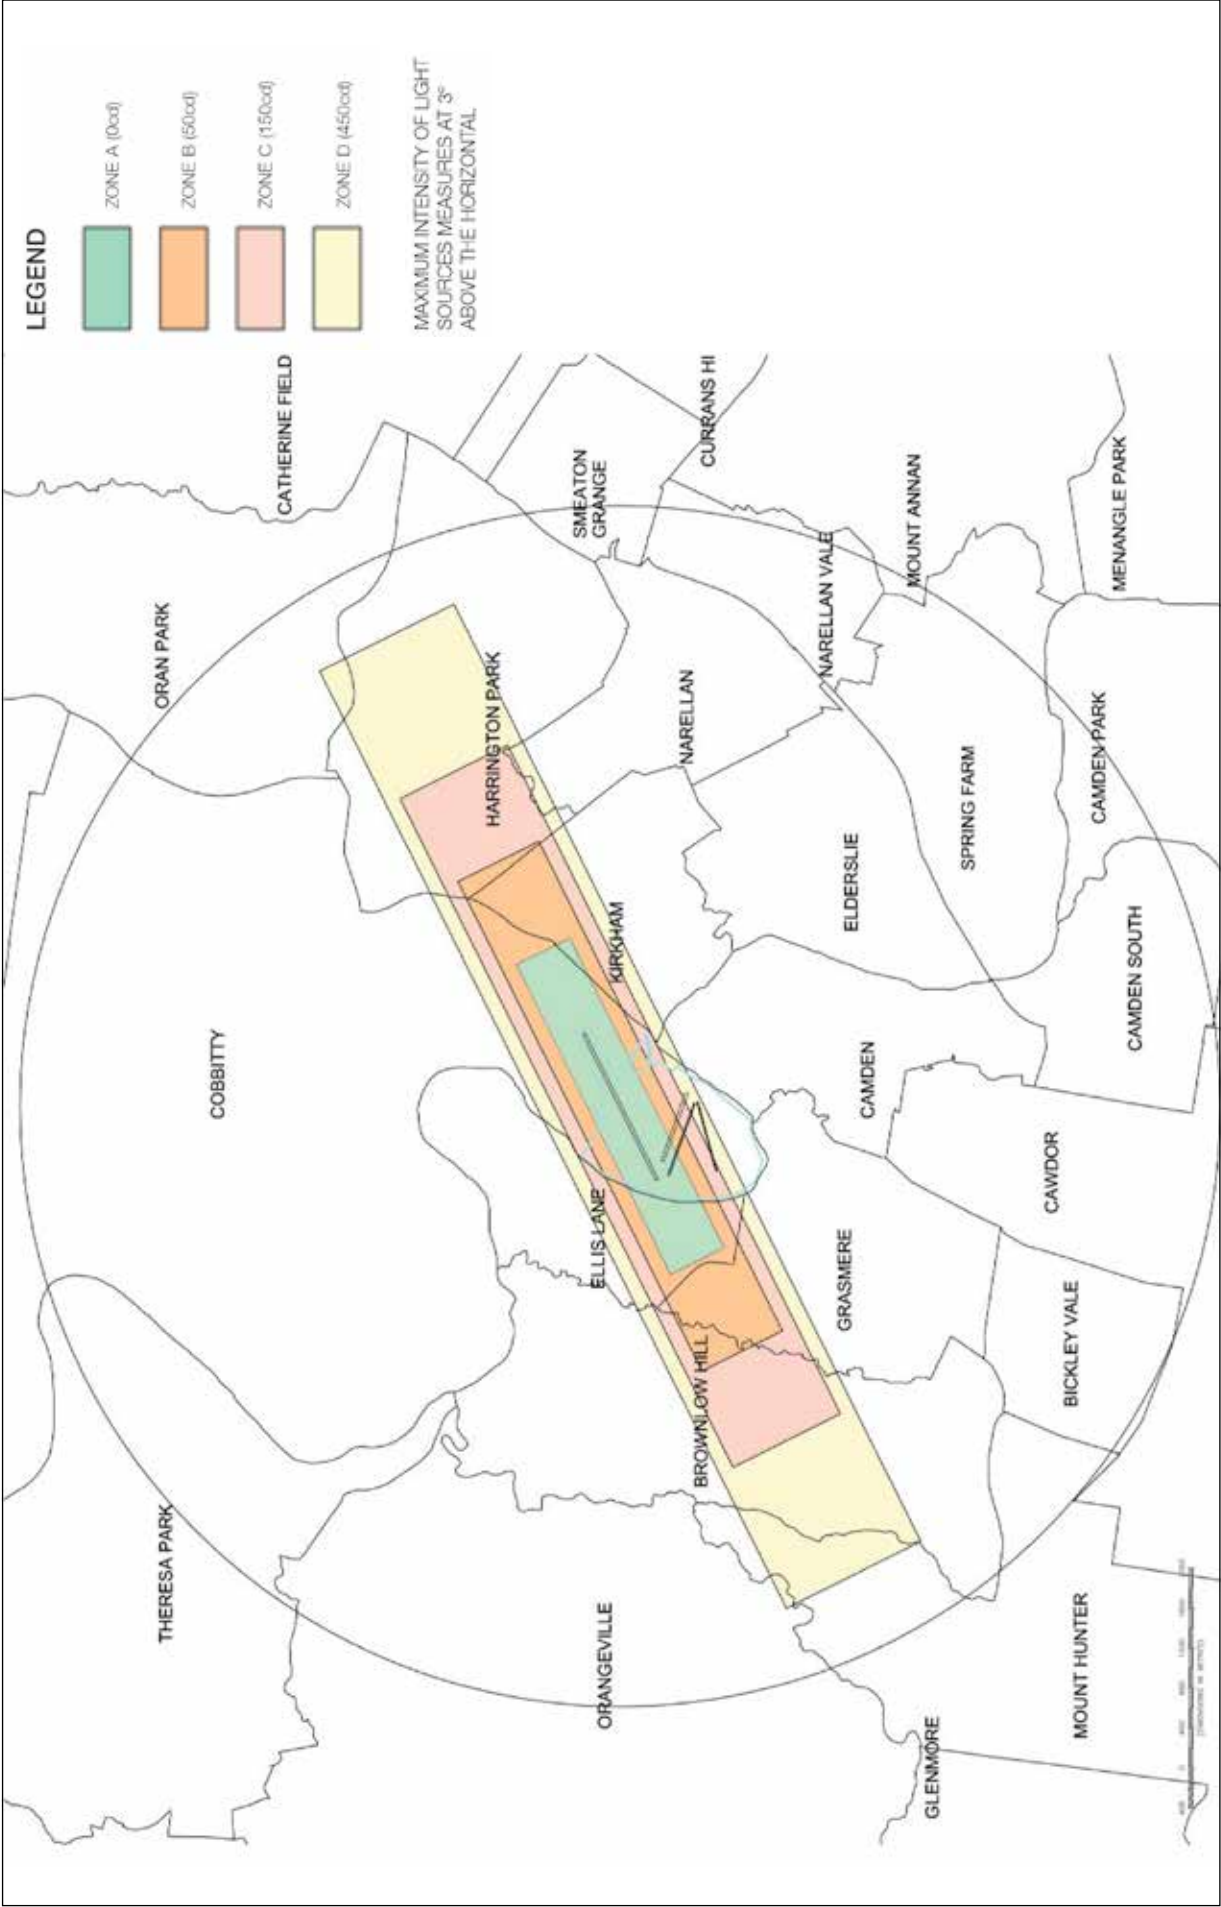 LEGEND
ZONE A (0cd)
ZONE B (50cd)
ZONE C (150cd)
ZONE D (450cd)
MAXIMUM INTENSITY OF LIGHT
SOURCES MEASURES AT 3°
ABOVE THE HORIZONTAL
CATHERINE FIELD
ORAN PARK
SMEATON
GRANGE
CURRANS HI
HARRINGTON PARK
NARELLAN
NARELLAN VALE
MOUNT ANNAN
MENANGLE PARK
COBBITTY
KIRKHAM
ELDERSLIE
SPRING FARM
CAMDEN PARK
CAMDEN SOUTH
CAMDEN
ELLIS LANE
GRASMERE
CAWDOR
BICKLEY VALE
BROWNLOW HILL
THERESA PARK
ORANGEVILLE
GLENMORE
MOUNT HUNTER